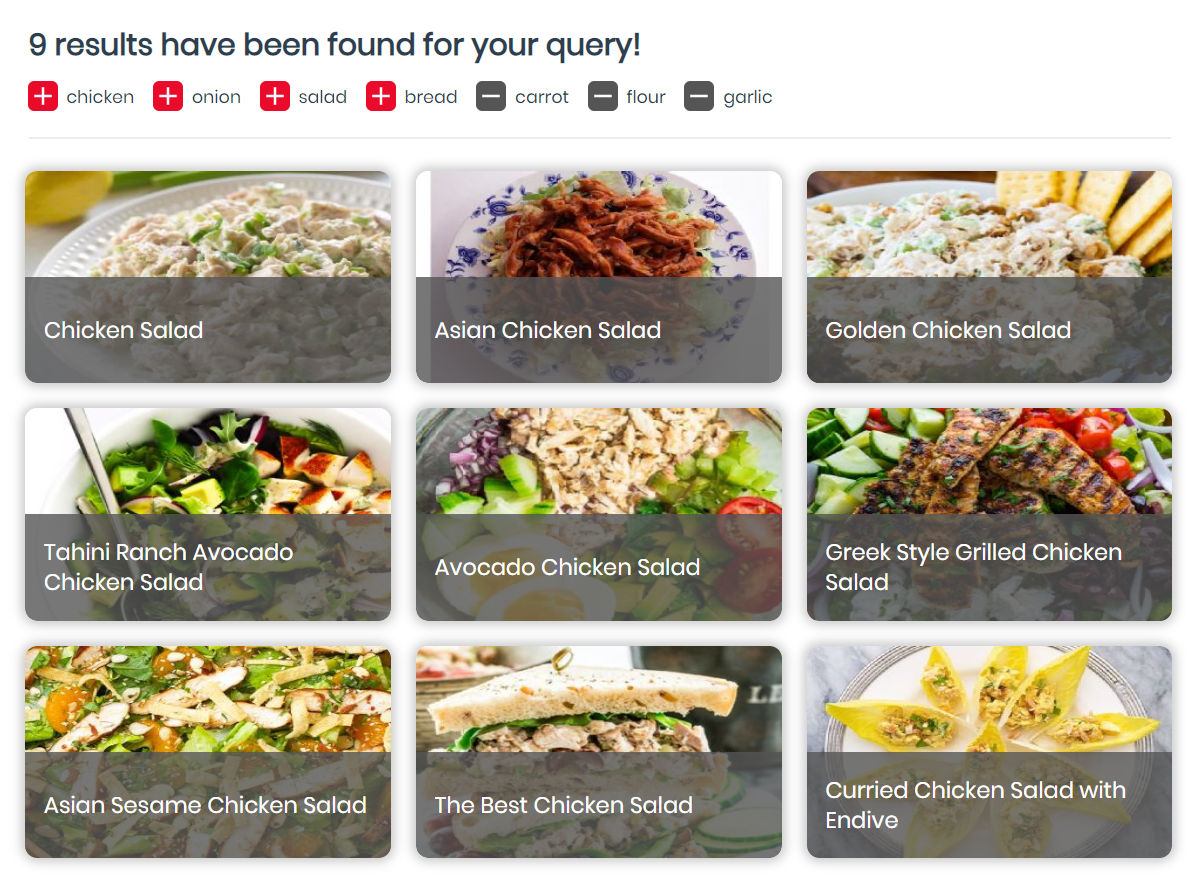 9 results have been found for your query!
chicken onion salad bread carrot flour garlic
Chicken Salad
Asian Chicken Salad
Golden Chicken Salad
Tahini Ranch Avocado
Chicken Salad
Avocado Chicken Salad
Greek Style Grilled Chicken
Salad
Asian Sesame Chicken Salad
The Best Chicken Salad
Curried Chicken Salad with
Endive